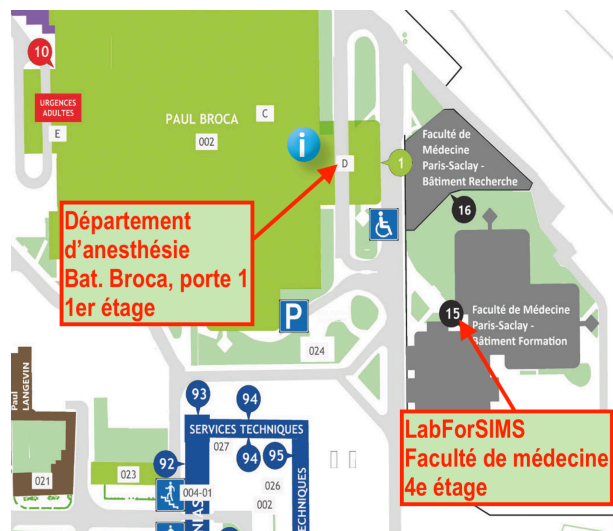 10
URGENCES
ADULTES
E
PAUL BROCA
C
002
i
D
1
Faculté de
Médecine
Paris-Saclay -
Bâtiment Recherche
16
Département
d'anesthésie
Bat. Broca, porte 1
1er étage
P
024
15
Faculté de Médecine
Paris-Saclay -
Bâtiment Formation
LabForSIMS
Faculté de médecine
4e étage
Paul
LANGEVIN
021
023
93
94
SERVICES TECHNIQUES
027
94
95
92
004-01
026
002
TECHNIQUES